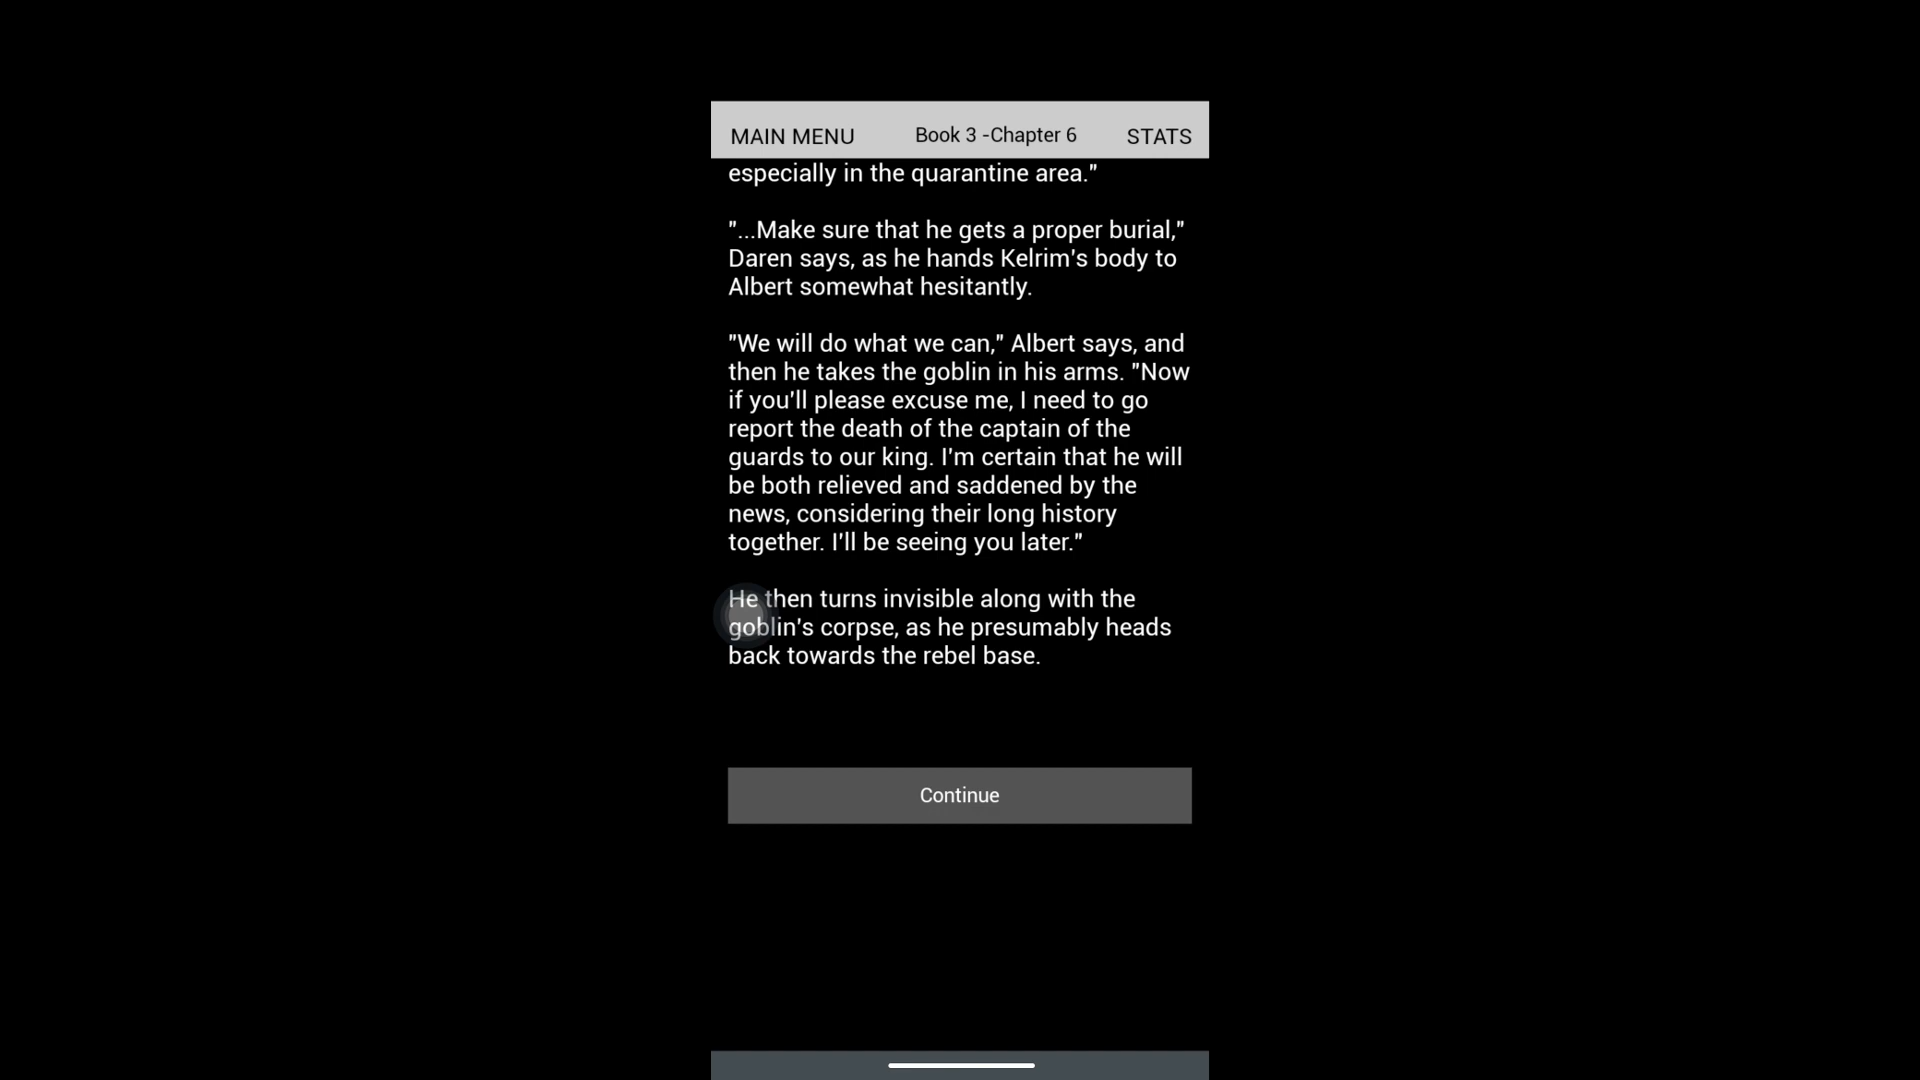 MAIN MENU Book 3 -Chapter 6 STATS
especially in the quarantine area."
"...Make sure that he gets a proper burial,"
Daren says, as he hands Kelrim's body to
Albert somewhat hesitantly.
"We will do what we can," Albert says, and
then he takes the goblin in his arms. "Now
if you'll please excuse me, I need to go
report the death of the captain of the
guards to our king. I'm certain that he will
be both relieved and saddened by the
news, considering their long history
together. I'll be seeing you later."
He then turns invisible along with the
goblin's corpse, as he presumably heads
back towards the rebel base.
Continue